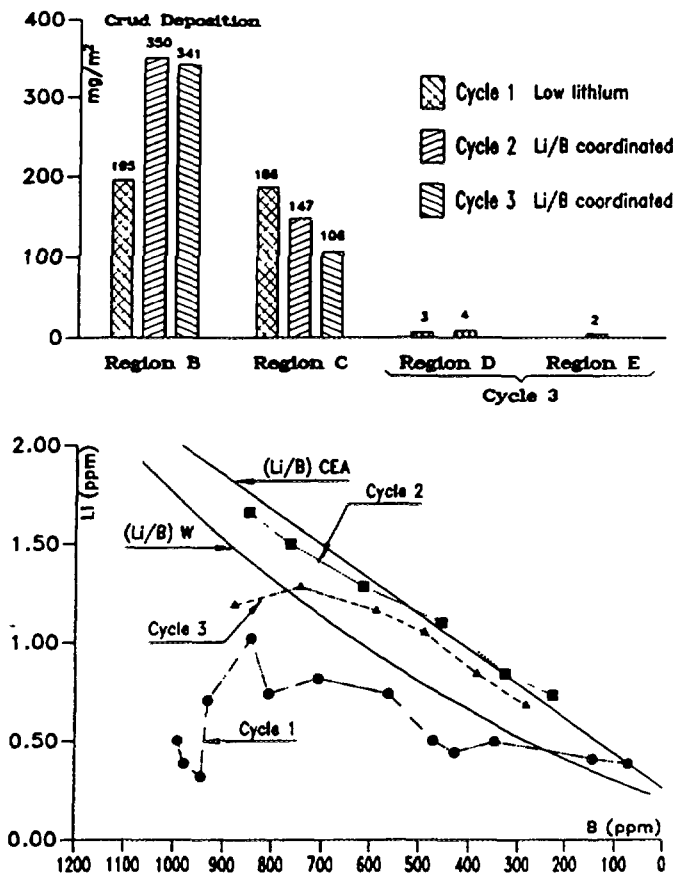 Crud Deposition
mg/m²
400
300
200
100
0
195
350
341
186
147
106
3
4
2
Cycle 1 Low lithium
Cycle 2 Li/B coordinated
Cycle 3 Li/B coordinated
Region B
Region C
Region D
Region E
Cycle 3
Li (ppm)
2.00
1.50
1.00
0.50
0.00
(Li/B) CEA
Cycle 2
(Li/B) W
Cycle 3
Cycle 1
B (ppm)
1200 1100 1000 900 800 700 600 500 400 300 200 100 0